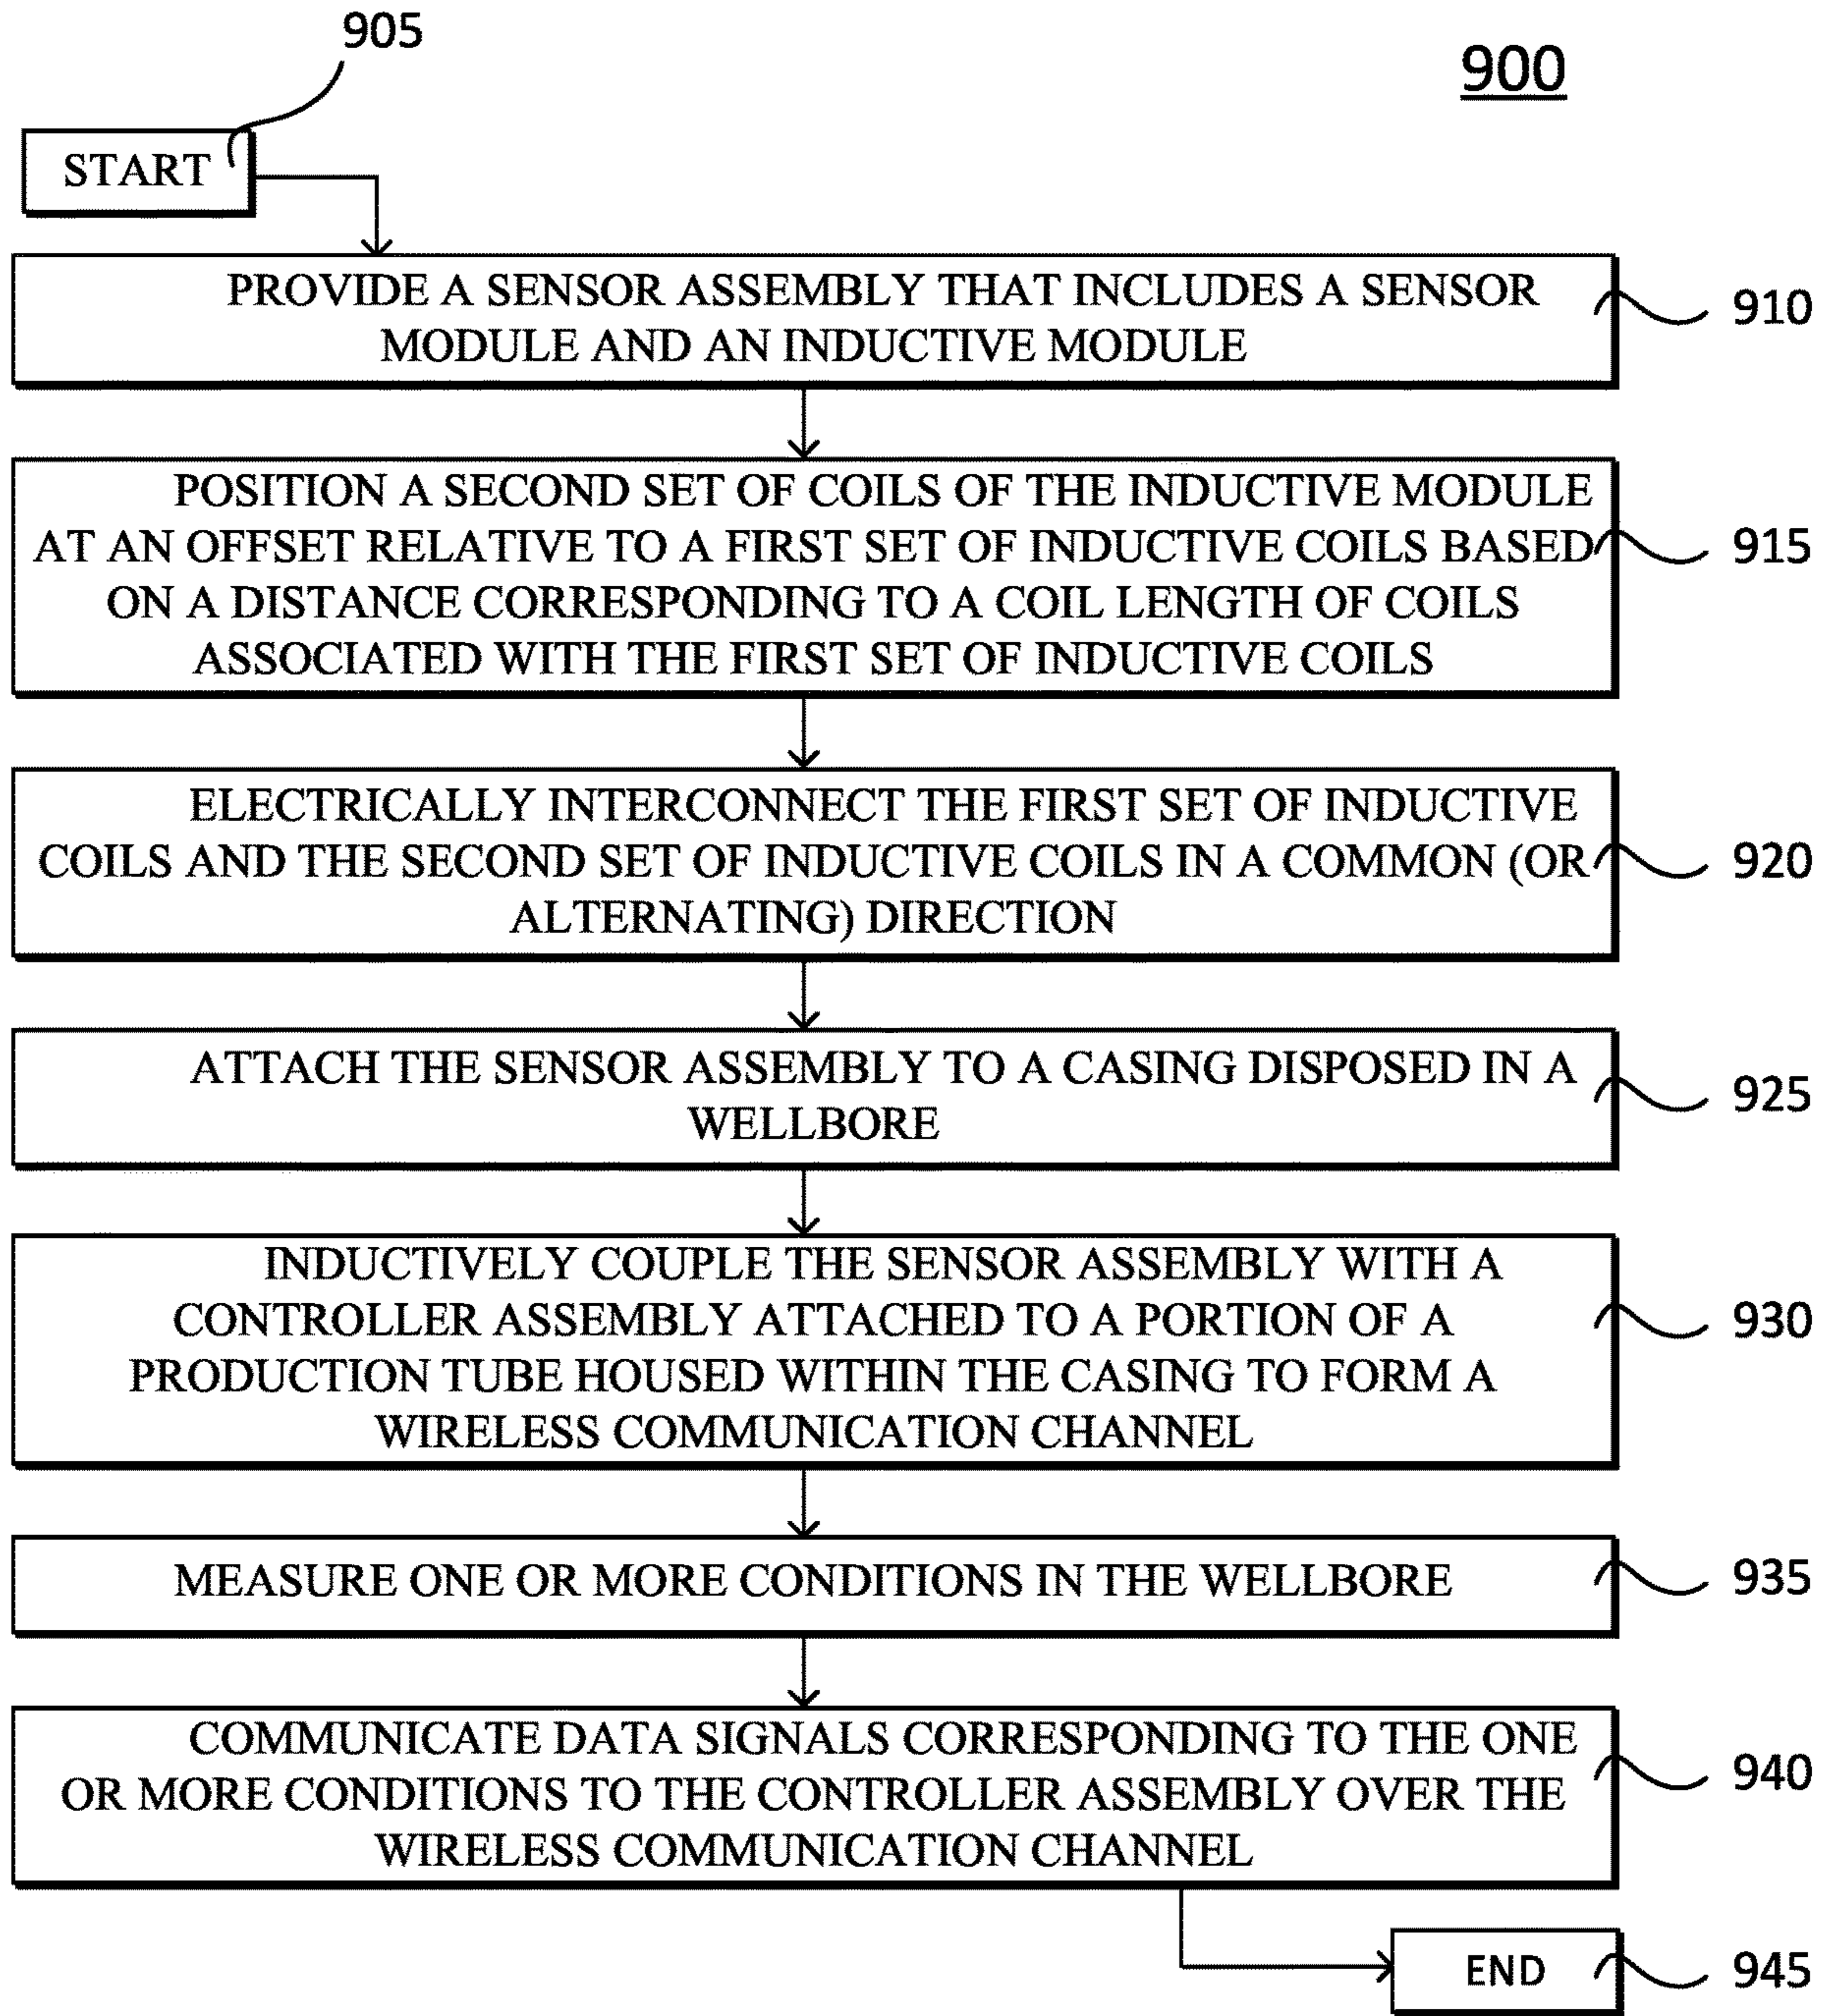 905
900
START
PROVIDE A SENSOR ASSEMBLY THAT INCLUDES A SENSOR
MODULE AND AN INDUCTIVE MODULE
910
POSITION A SECOND SET OF COILS OF THE INDUCTIVE MODULE
AT AN OFFSET RELATIVE TO A FIRST SET OF INDUCTIVE COILS BASED
ON A DISTANCE CORRESPONDING TO A COIL LENGTH OF COILS
ASSOCIATED WITH THE FIRST SET OF INDUCTIVE COILS
915
ELECTRICALLY INTERCONNECT THE FIRST SET OF INDUCTIVE
COILS AND THE SECOND SET OF INDUCTIVE COILS IN A COMMON (OR
ALTERNATING) DIRECTION
920
ATTACH THE SENSOR ASSEMBLY TO A CASING DISPOSED IN A
WELLBORE
925
INDUCTIVELY COUPLE THE SENSOR ASSEMBLY WITH A
CONTROLLER ASSEMBLY ATTACHED TO A PORTION OF A
PRODUCTION TUBE HOUSED WITHIN THE CASING TO FORM A
WIRELESS COMMUNICATION CHANNEL
930
MEASURE ONE OR MORE CONDITIONS IN THE WELLBORE
935
COMMUNICATE DATA SIGNALS CORRESPONDING TO THE ONE
OR MORE CONDITIONS TO THE CONTROLLER ASSEMBLY OVER THE
WIRELESS COMMUNICATION CHANNEL
940
END
945